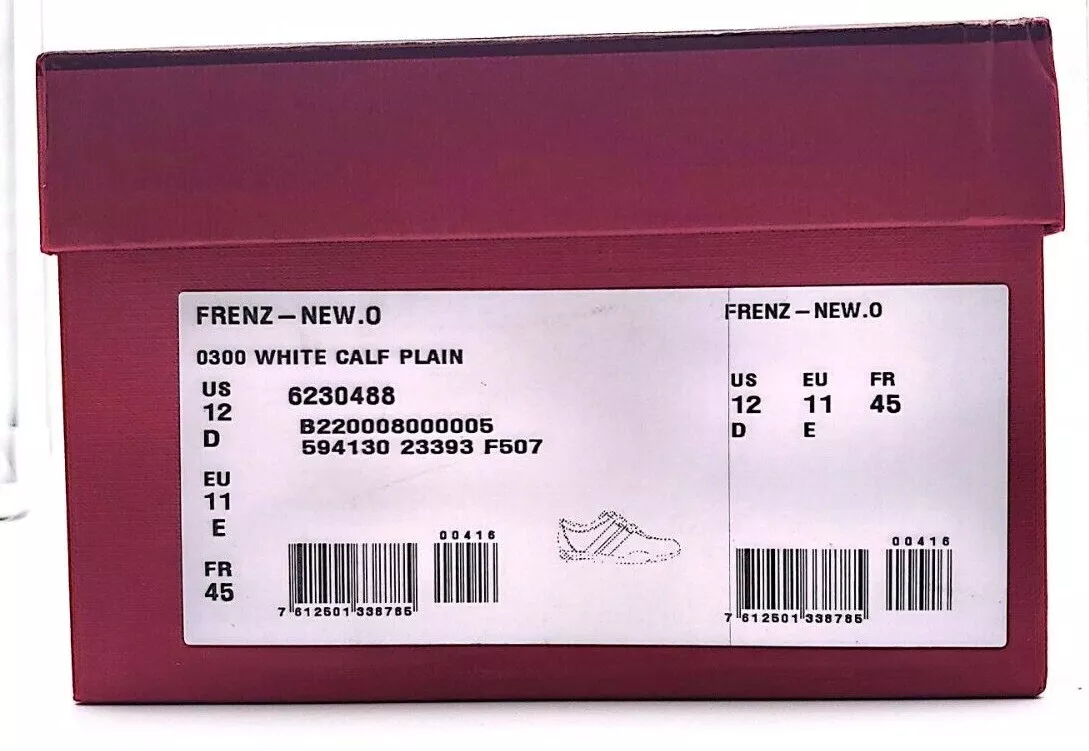 FRENZ–NEW.O
0300 WHITE CALF PLAIN
US
12
D
6230488
B220008000005
594130 23393 F507
EU
11
E
FR
45
7 612501 338785
00416
FRENZ–NEW.O
US EU FR
12 11 45
D E
7 612501 338785
00416